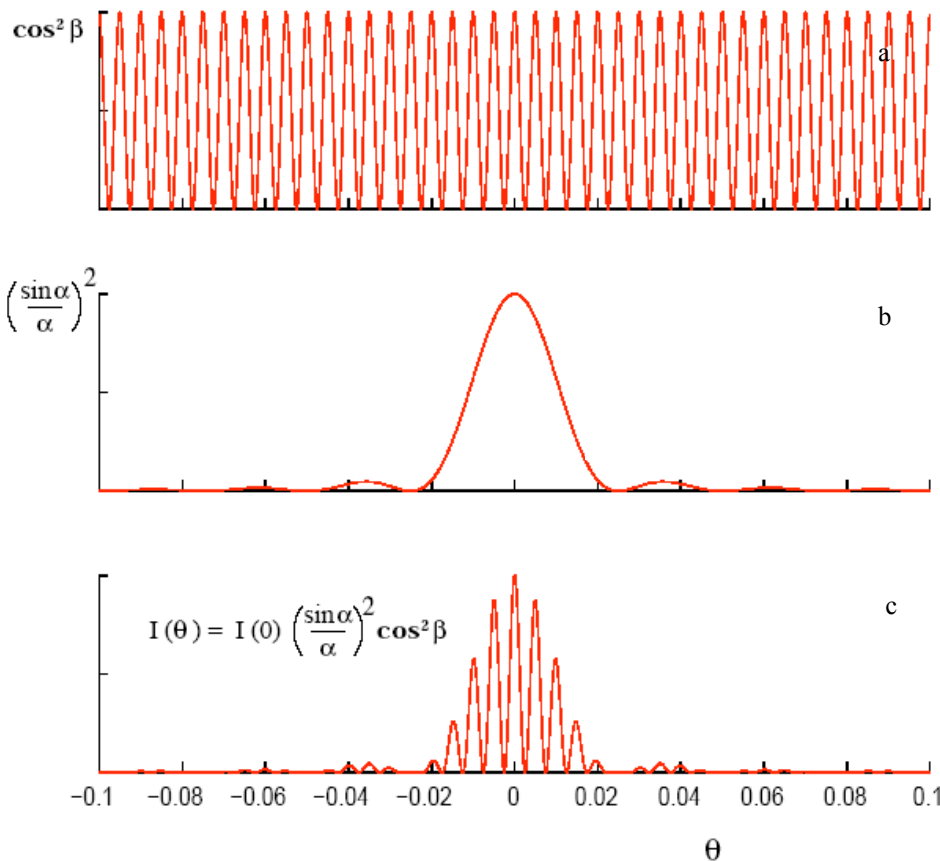 cos² β
a
(sin α / α)²
b
I (θ) = I (0) (sin α / α)² cos² β
c
−0.1 −0.08 −0.06 −0.04 −0.02 0 0.02 0.04 0.06 0.08 0.1
θ